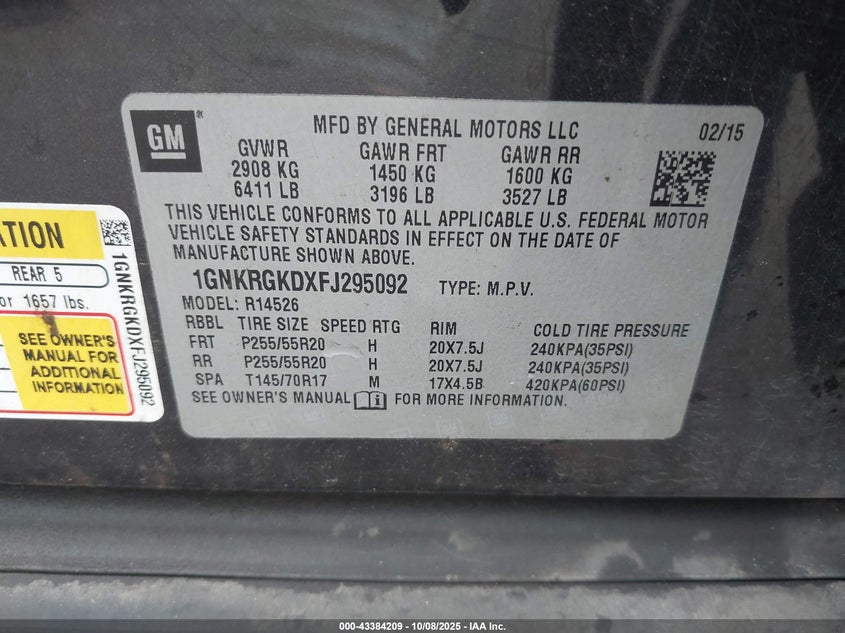 GM
®
MFD BY GENERAL MOTORS LLC 02/15
GVWR GAWR FRT GAWR RR
2908 KG 1450 KG 1600 KG
6411 LB 3196 LB 3527 LB
THIS VEHICLE CONFORMS TO ALL APPLICABLE U.S. FEDERAL MOTOR
VEHICLE SAFETY STANDARDS IN EFFECT ON THE DATE OF
MANUFACTURE SHOWN ABOVE.
1GNKRGKDXFJ295092 TYPE: M.P.V.
MODEL: R14526
RBBL TIRE SIZE SPEED RTG RIM COLD TIRE PRESSURE
FRT P255/55R20 H 20X7.5J 240KPA(35PSI)
RR P255/55R20 H 20X7.5J 240KPA(35PSI)
SPA T145/70R17 M 17X4.5B 420KPA(60PSI)
SEE OWNER'S MANUAL FOR MORE INFORMATION.
REAR 5
or 1657 lbs.
SEE OWNER'S
MANUAL FOR
ADDITIONAL
INFORMATION
1GNKRGKDXFJ295092
000-43384209 - 10/08/2025 - IAA Inc.